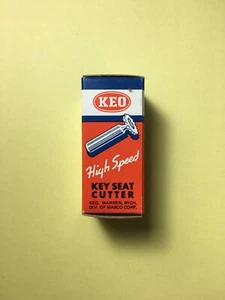 KEO
High Speed
KEY SEAT
CUTTER
KEO, WARREN, MICH.
DIV. OF MARCO CORP.